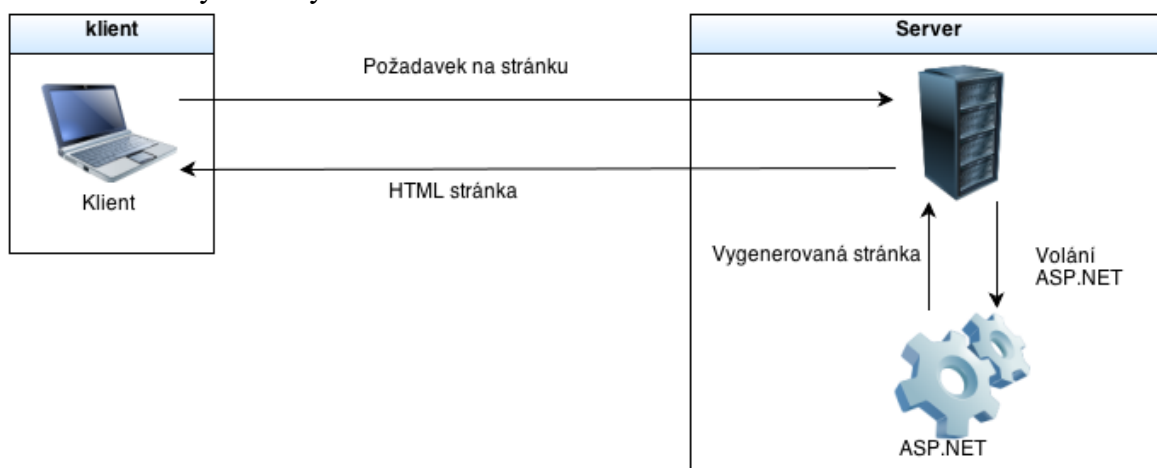 klient
Server
Požadavek na stránku
HTML stránka
Klient
Vygenerovaná stránka
Volání
ASP.NET
ASP.NET